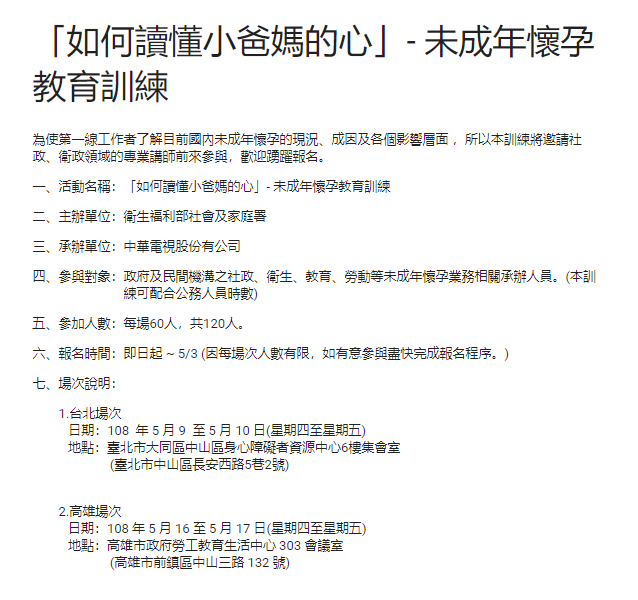 「如何讀懂小爸媽的心」- 未成年懷孕
教育訓練
為使第一線工作者了解目前國內未成年懷孕的現況、成因及各個影響層面 ，所以本訓練將邀請社
政、衛政領域的專業講師前來參與，歡迎踴躍報名。
一、活動名稱：「如何讀懂小爸媽的心」- 未成年懷孕教育訓練
二、主辦單位：衛生福利部社會及家庭署
三、承辦單位：中華電視股份有公司
四、參與對象：政府及民間機溝之社政、衛生、教育、勞動等未成年懷孕業務相關承辦人員。(本訓
練可配合公務人員時數)
五、參加人數：每場60人，共120人。
六、報名時間：即日起 ~ 5/3 (因每場次人數有限，如有意參與盡快完成報名程序。)
七、場次說明：
1.台北場次
日期：108 年 5 月 9 至 5 月 10 日(星期四至星期五)
地點：臺北市大同區中山區身心障礙者資源中心6樓集會室
(臺北市中山區長安西路5巷2號)
2.高雄場次
日期：108 年 5 月 16 至 5 月 17 日(星期四至星期五)
地點：高雄市政府勞工教育生活中心 303 會議室
(高雄市前鎮區中山三路 132 號)